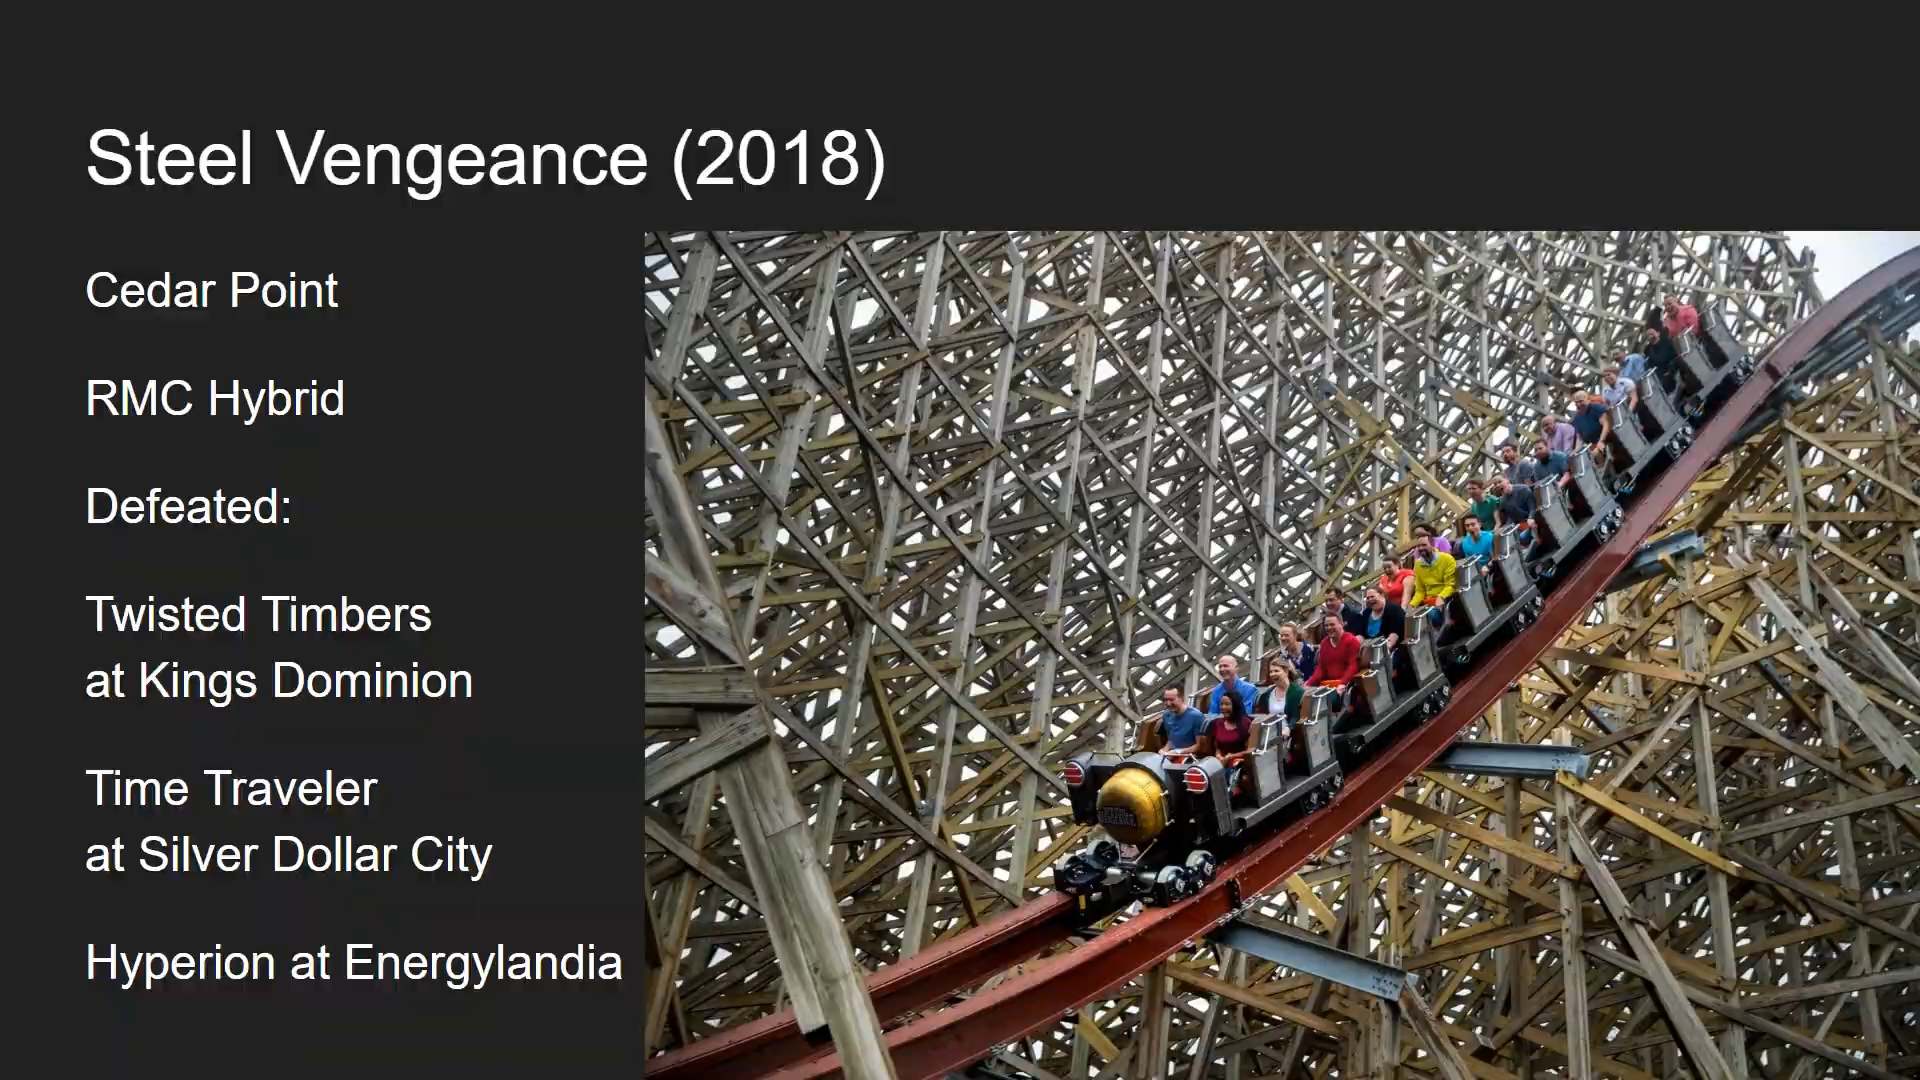 Steel Vengeance (2018)
Cedar Point
RMC Hybrid
Defeated:
Twisted Timbers
at Kings Dominion
Time Traveler
at Silver Dollar City
Hyperion at Energylandia